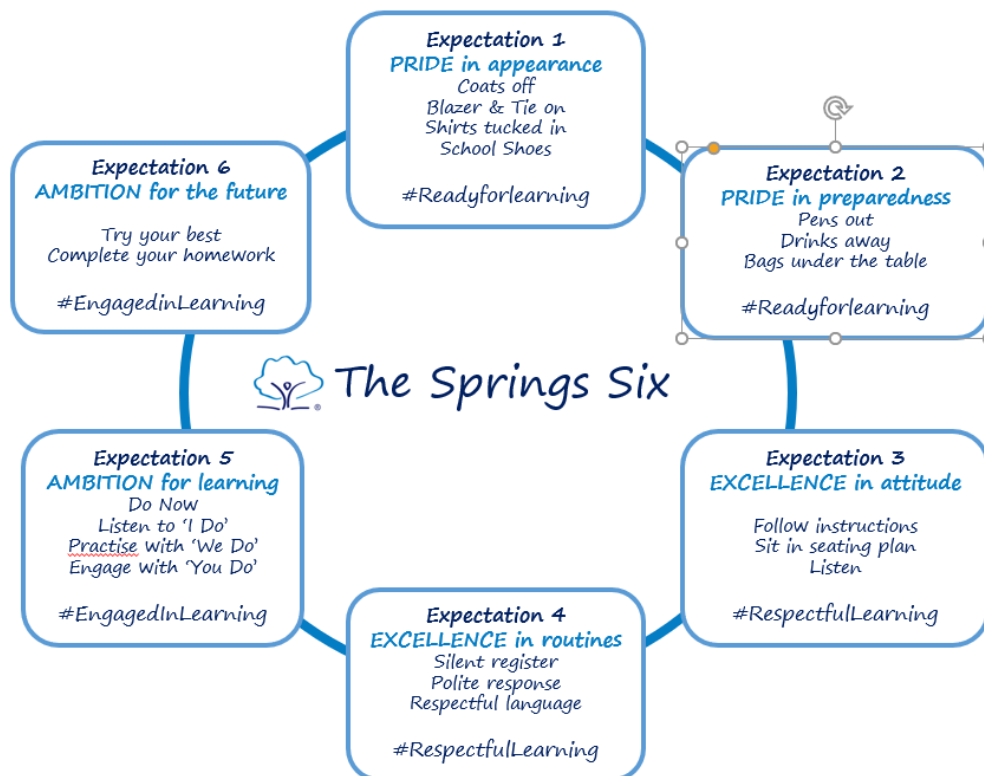 Expectation 1
PRIDE in appearance
Coats off
Blazer & Tie on
Shirts tucked in
School Shoes
#Readyforlearning
Expectation 2
PRIDE in preparedness
Pens out
Drinks away
Bags under the table
#Readyforlearning
Expectation 3
EXCELLENCE in attitude
Follow instructions
Sit in seating plan
Listen
#RespectfulLearning
Expectation 4
EXCELLENCE in routines
Silent register
Polite response
Respectful language
#RespectfulLearning
Expectation 5
AMBITION for learning
Do Now
Listen to ‘I Do’
Practise with ‘We Do’
Engage with ‘You Do’
#EngagedInLearning
Expectation 6
AMBITION for the future
Try your best
Complete your homework
#EngagedinLearning
®
The Springs Six